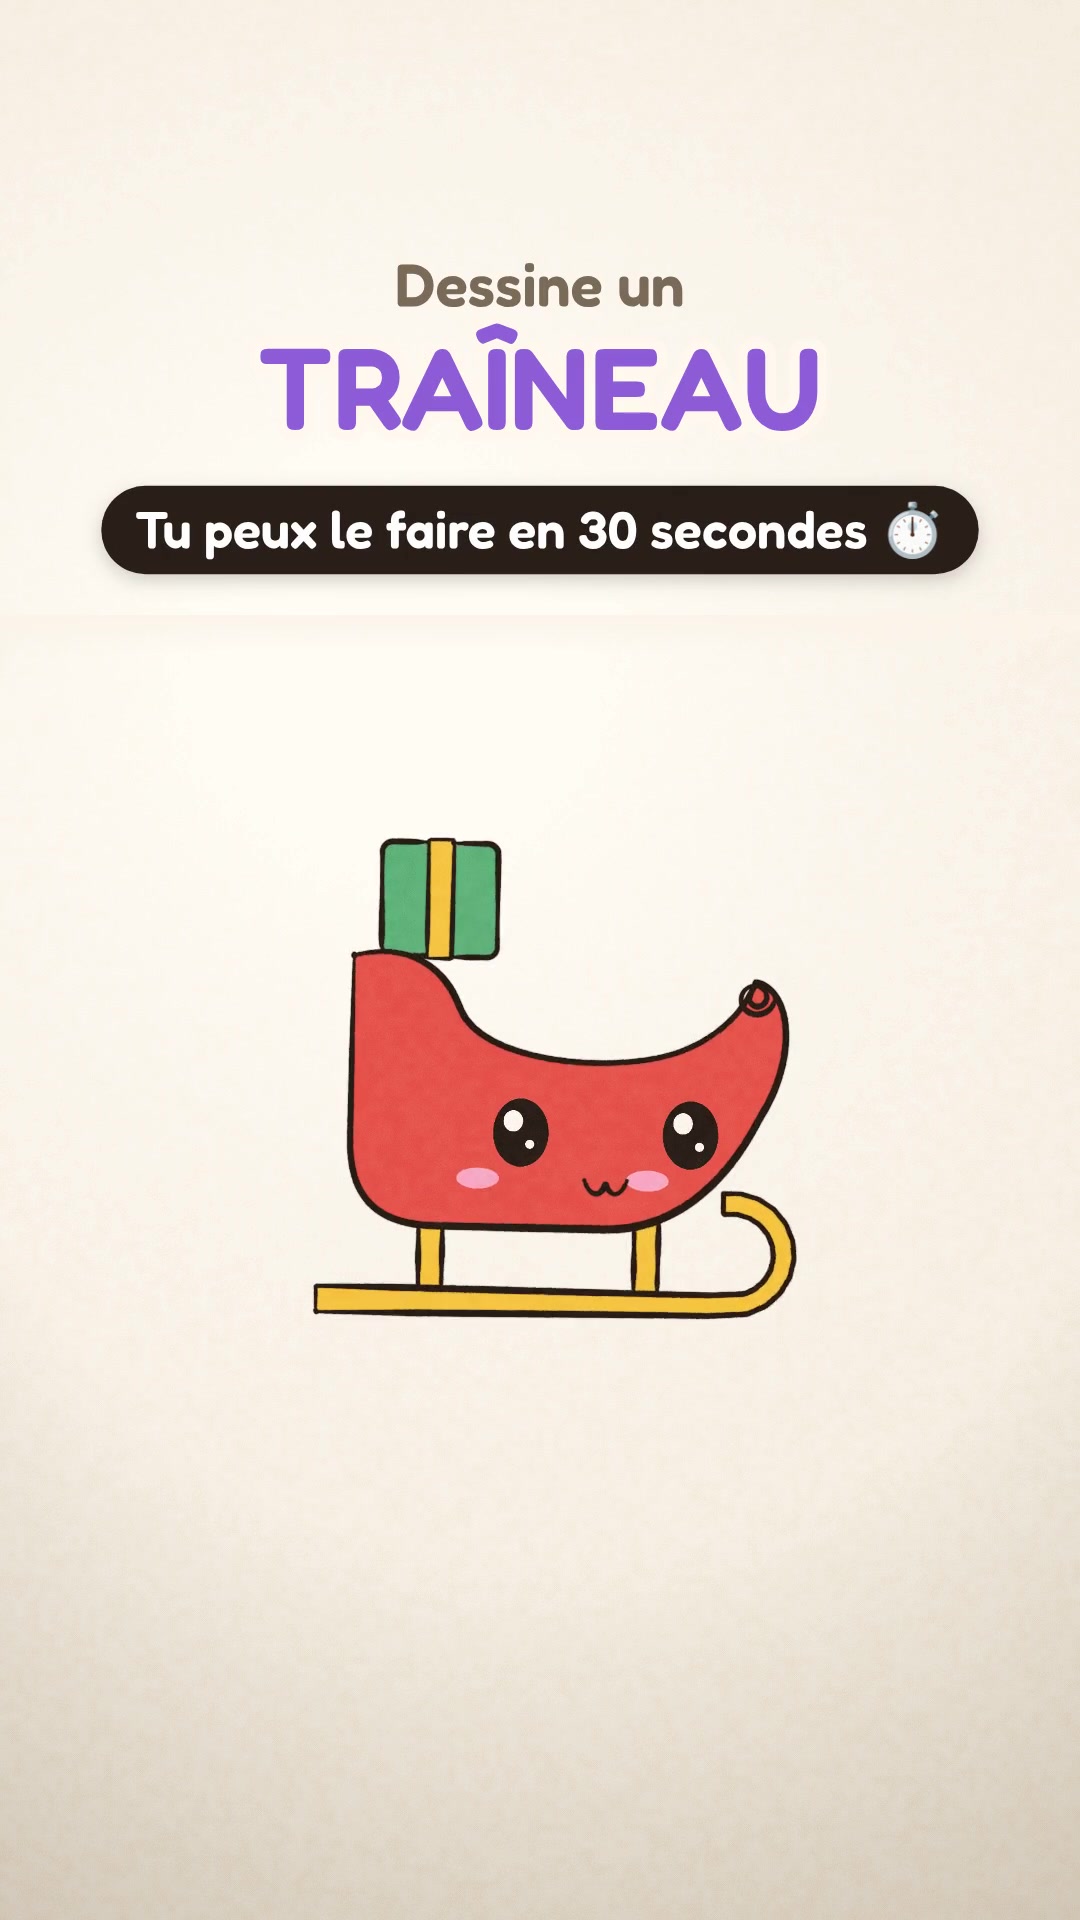 Dessine un
TRAÎNEAU
Tu peux le faire en 30 secondes ⏱️